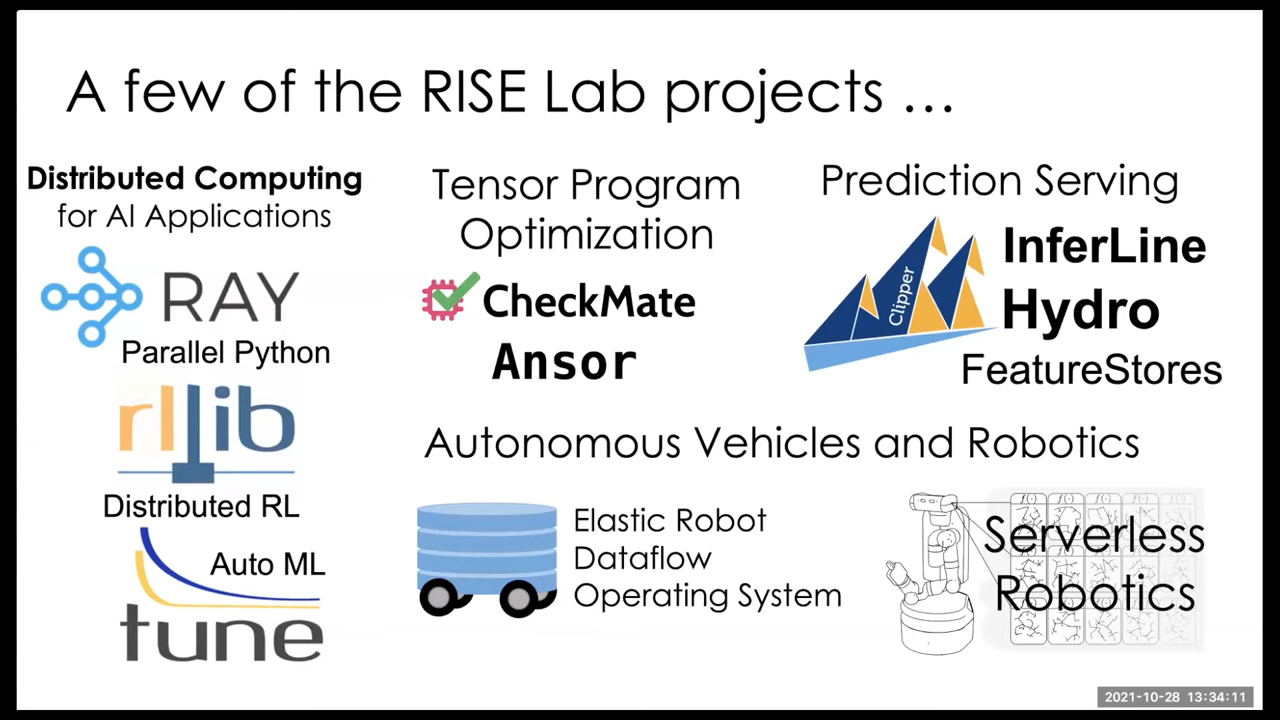 A few of the RISE Lab projects …
Distributed Computing
for AI Applications
RAY
Parallel Python
rllib
Distributed RL
Auto ML
tune
Tensor Program
Optimization
CheckMate
Ansor
Prediction Serving
Clipper
InferLine
Hydro
FeatureStores
Autonomous Vehicles and Robotics
Elastic Robot
Dataflow
Operating System
f(·) f(·) f(·) f(·) f(·)
Serverless
Robotics
2021-10-28 13:34:11